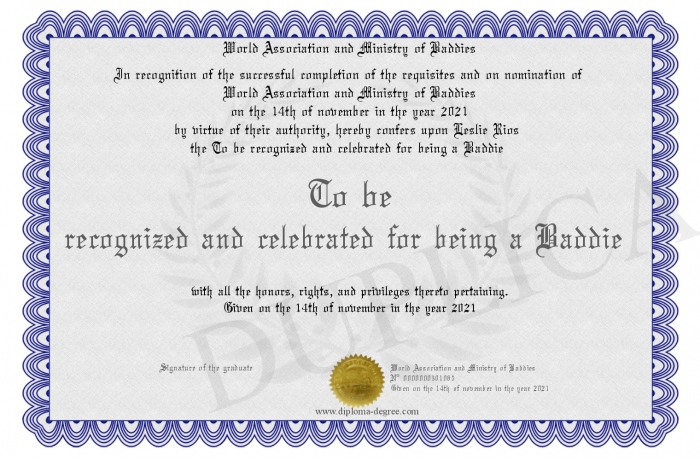 World Association and Ministry of Baddies
In recognition of the successful completion of the requisites and on nomination of
World Association and Ministry of Baddies
on the 14th of november in the year 2021
by virtue of their authority, hereby confers upon Leslie Rios
the To be recognized and celebrated for being a Baddie
To be
recognized and celebrated for being a Baddie
DUPLICA
with all the honors, rights, and privileges thereto pertaining.
Given on the 14th of november in the year 2021
Signature of the graduate
World Association and Ministry of Baddies
Nº
Given on the 14th of november in the year 2021
www.diploma-degree.com